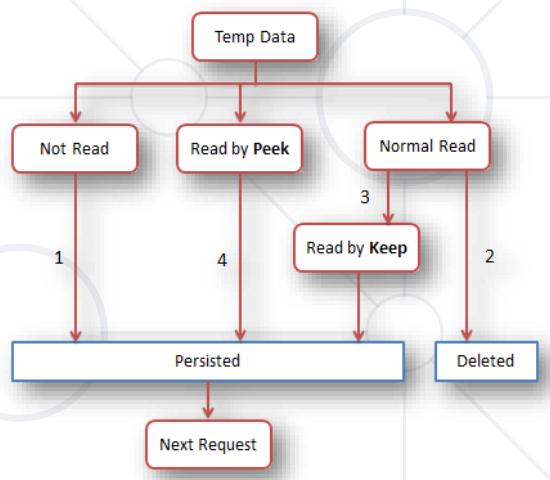 Temp Data
Not Read
Read by Peek
Normal Read
3
Read by Keep
1
4
2
Persisted
Deleted
Next Request